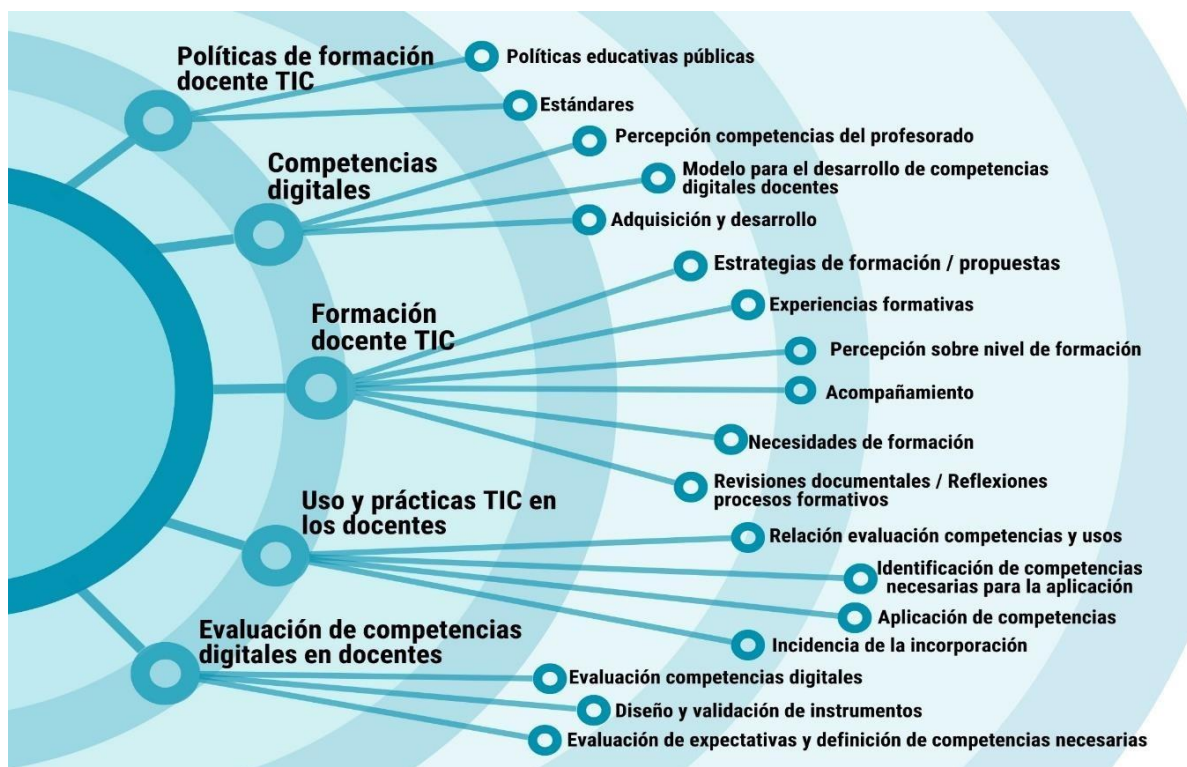 Políticas de formación
docente TIC
Políticas educativas públicas
Estándares
Competencias
digitales
Percepción competencias del profesorado
Modelo para el desarrollo de competencias
digitales docentes
Adquisición y desarrollo
Formación
docente TIC
Estrategias de formación / propuestas
Experiencias formativas
Percepción sobre nivel de formación
Acompañamiento
Necesidades de formación
Revisiones documentales / Reflexiones
procesos formativos
Uso y prácticas TIC en
los docentes
Relación evaluación competencias y usos
Identificación de competencias
necesarias para la aplicación
Aplicación de competencias
Incidencia de la incorporación
Evaluación de competencias
digitales en docentes
Evaluación competencias digitales
Diseño y validación de instrumentos
Evaluación de expectativas y definición de competencias necesarias